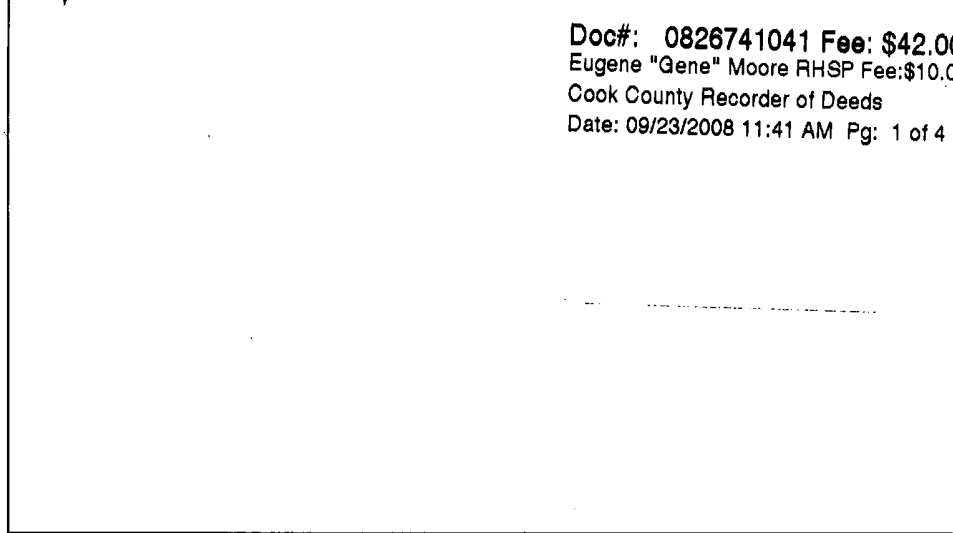 Doc#: 0826741041 Fee: $42.00
Eugene "Gene" Moore RHSP Fee:$10.0
Cook County Recorder of Deeds
Date: 09/23/2008 11:41 AM Pg: 1 of 4